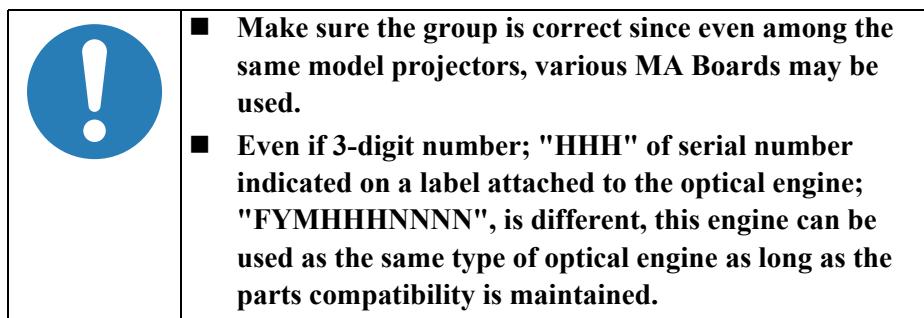 ■ Make sure the group is correct since even among the
same model projectors, various MA Boards may be
used.
■ Even if 3-digit number; "HHH" of serial number
indicated on a label attached to the optical engine;
"FYMHHHNNNN", is different, this engine can be
used as the same type of optical engine as long as the
parts compatibility is maintained.